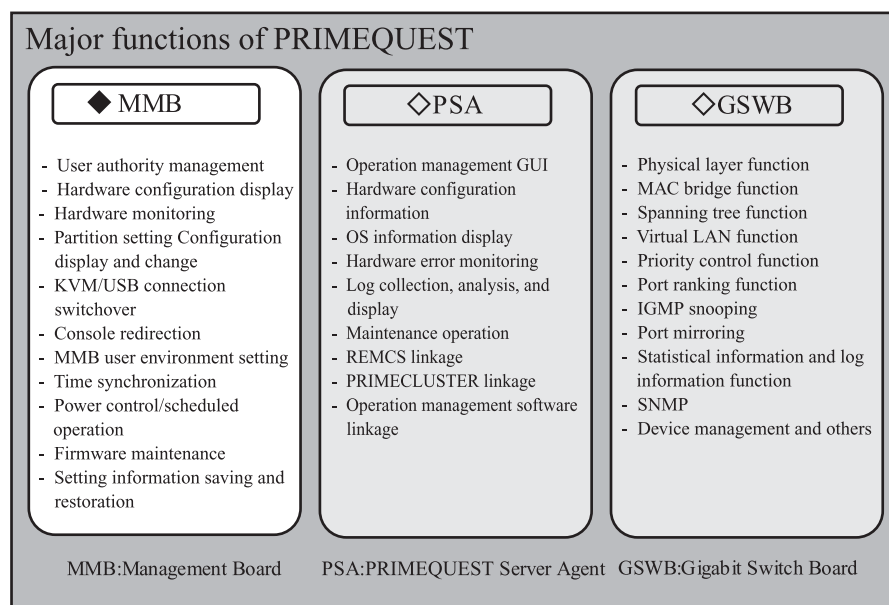 Major functions of PRIMEQUEST
MMB
- User authority management
- Hardware configuration display
- Hardware monitoring
- Partition setting Configuration
display and change
- KVM/USB connection
switchover
- Console redirection
- MMB user environment setting
- Time synchronization
- Power control/scheduled
operation
- Firmware maintenance
- Setting information saving and
restoration
PSA
- Operation management GUI
- Hardware configuration
information
- OS information display
- Hardware error monitoring
- Log collection, analysis, and
display
- Maintenance operation
- REMCS linkage
- PRIMECLUSTER linkage
- Operation management software
linkage
GSWB
- Physical layer function
- MAC bridge function
- Spanning tree function
- Virtual LAN function
- Priority control function
- Port ranking function
- IGMP snooping
- Port mirroring
- Statistical information and log
information function
- SNMP
- Device management and others
MMB:Management Board
PSA:PRIMEQUEST Server Agent
GSWB:Gigabit Switch Board